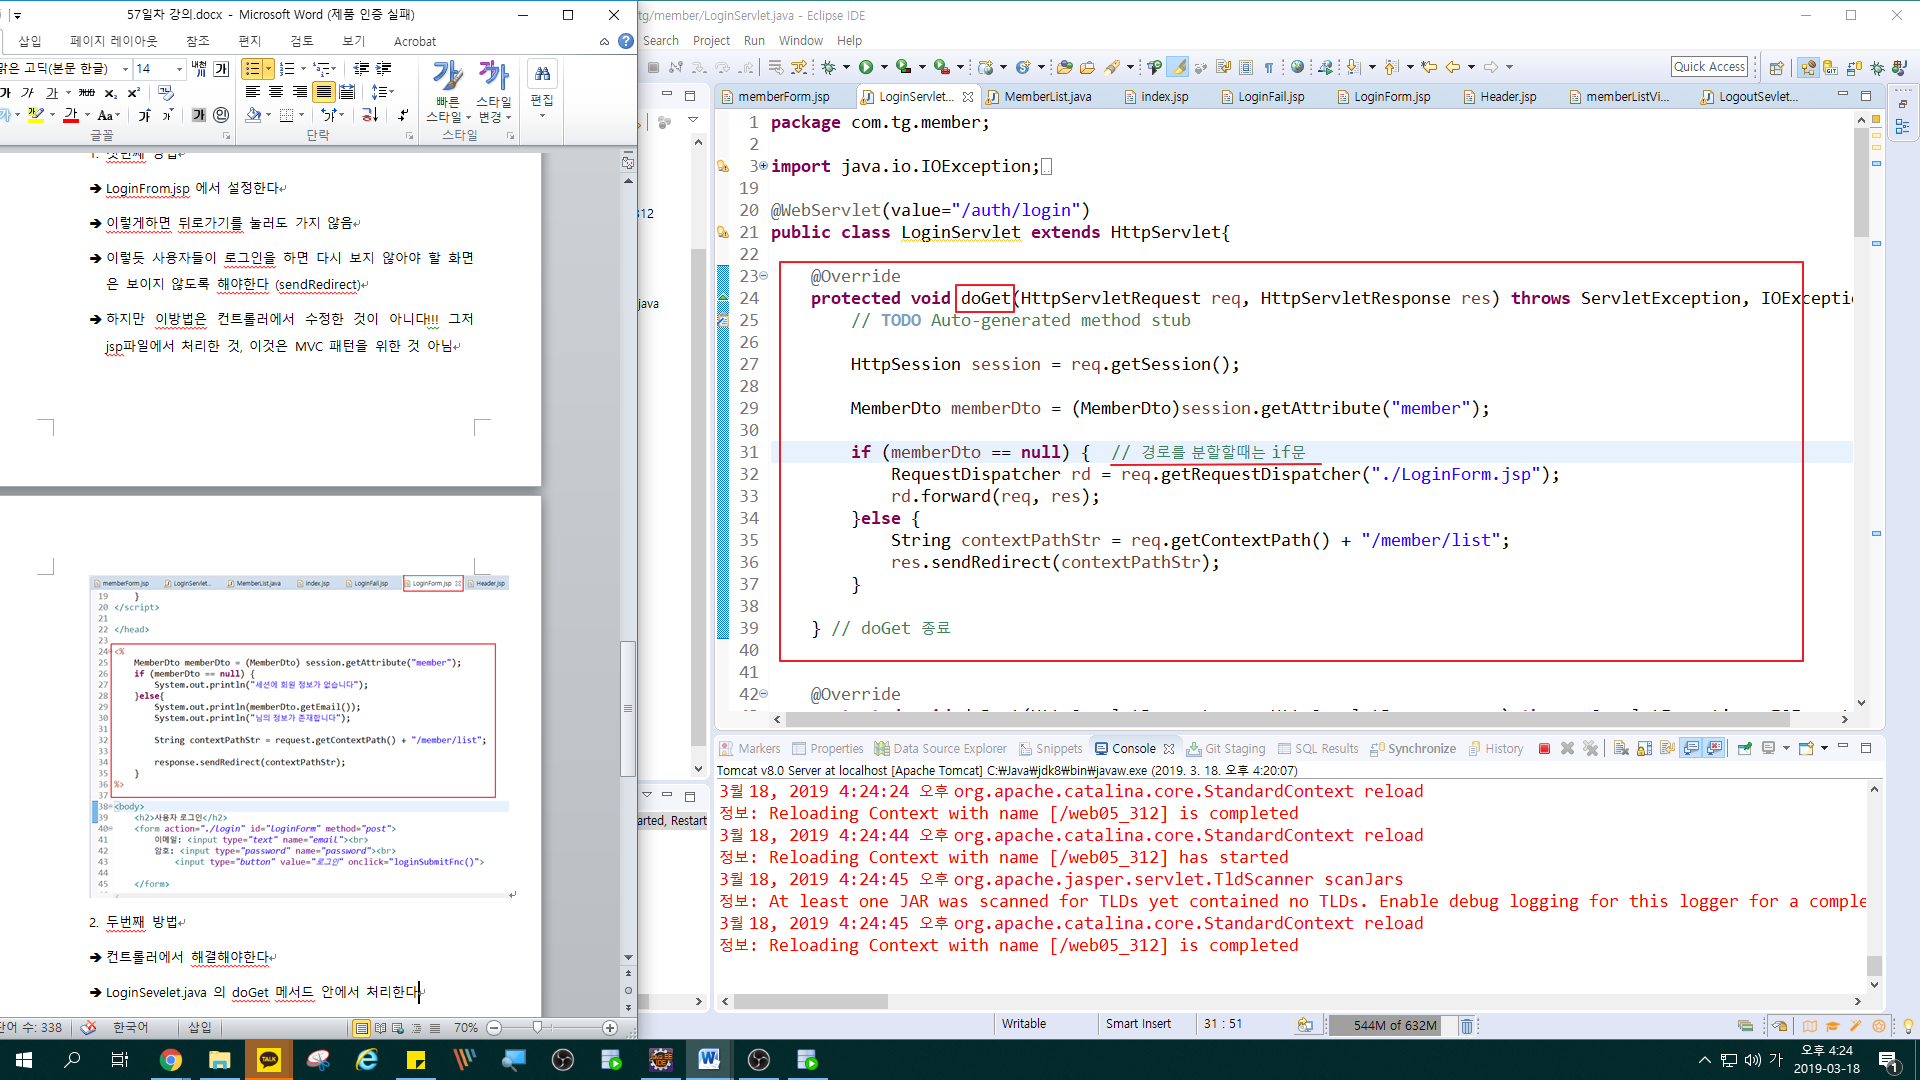 57일차 강의.docx - Microsoft Word (제품 인증 실패)
삽입 페이지 레이아웃 참조 편지 검토 보기 Acrobat
맑은 고딕(본문 한글) 14
빠른 스타일
스타일 변경
편집
글꼴 단락 스타일
➔ LoginFrom.jsp 에서 설정한다
➔ 이렇게하면 뒤로가기를 눌러도 가지 않음
➔ 이렇듯 사용자들이 로그인을 하면 다시 보지 않아야 할 화면
은 보이지 않도록 해야한다 (sendRedirect)
➔ 하지만 이방법은 컨트롤러에서 수정한 것이 아니다!!! 그저
jsp파일에서 처리한 것, 이것은 MVC 패턴을 위한 것 아님
memberForm.jsp LoginServlet... MemberList.java index.jsp LoginFail.jsp LoginForm.jsp Header.jsp
19 }
20 </script>
21
22 </head>
23
24 <%
25 MemberDto memberDto = (MemberDto) session.getAttribute("member");
26 if (memberDto == null) {
27 System.out.println("세션에 회원 정보가 없습니다");
28 }else{
29 System.out.println(memberDto.getEmail());
30 System.out.println("님의 정보가 존재합니다");
31
32 String contextPathStr = request.getContextPath() + "/member/list";
33
34 response.sendRedirect(contextPathStr);
35 }
36 %>
37
38 <body>
39 <h2>사용자 로그인</h2>
40 <form action="./login" id="loginForm" method="post">
41 이메일: <input type="text" name="email"><br>
42 암호: <input type="password" name="password"><br>
43 <input type="button" value="로그인" onclick="loginSubmitFnc()">
44
45 </form>
2. 두번째 방법
➔ 컨트롤러에서 해결해야한다
➔ LoginSevelet.java 의 doGet 메서드 안에서 처리한다
단어 수: 338 한국어 삽입 70%
tg/member/LoginServlet.java - Eclipse IDE
Search Project Run Window Help
Quick Access
312
java
arted, Restart
memberForm.jsp LoginServlet... MemberList.java index.jsp LoginFail.jsp LoginForm.jsp Header.jsp memberListVi... LogoutSevlet...
1 package com.tg.member;
2
3 import java.io.IOException;
19
20 @WebServlet(value="/auth/login")
21 public class LoginServlet extends HttpServlet{
22
23 @Override
24 protected void doGet(HttpServletRequest req, HttpServletResponse res) throws ServletException, IOExceptio
25 // TODO Auto-generated method stub
26
27 HttpSession session = req.getSession();
28
29 MemberDto memberDto = (MemberDto)session.getAttribute("member");
30
31 if (memberDto == null) { // 경로를 분할할때는 if문
32 RequestDispatcher rd = req.getRequestDispatcher("./LoginForm.jsp");
33 rd.forward(req, res);
34 }else {
35 String contextPathStr = req.getContextPath() + "/member/list";
36 res.sendRedirect(contextPathStr);
37 }
38
39 } // doGet 종료
40
41
42 @Override
Markers Properties Data Source Explorer Snippets Console Git Staging SQL Results Synchronize History
Tomcat v8.0 Server at localhost [Apache Tomcat] C:₩Java₩jdk8₩bin₩javaw.exe (2019. 3. 18. 오후 4:20:07)
3월 18, 2019 4:24:24 오후 org.apache.catalina.core.StandardContext reload
정보: Reloading Context with name [/web05_312] is completed
3월 18, 2019 4:24:44 오후 org.apache.catalina.core.StandardContext reload
정보: Reloading Context with name [/web05_312] has started
3월 18, 2019 4:24:45 오후 org.apache.jasper.servlet.TldScanner scanJars
정보: At least one JAR was scanned for TLDs yet contained no TLDs. Enable debug logging for this logger for a comple
3월 18, 2019 4:24:45 오후 org.apache.catalina.core.StandardContext reload
정보: Reloading Context with name [/web05_312] is completed
Writable Smart Insert 31 : 51 544M of 632M
가 오후 4:24
2019-03-18